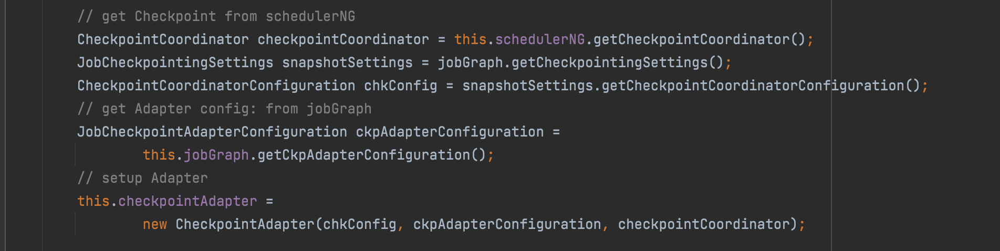 // get Checkpoint from schedulerNG
CheckpointCoordinator checkpointCoordinator = this.schedulerNG.getCheckpointCoordinator();
JobCheckpointingSettings snapshotSettings = jobGraph.getCheckpointingSettings();
CheckpointCoordinatorConfiguration chkConfig = snapshotSettings.getCheckpointCoordinatorConfiguration();
// get Adapter config: from jobGraph
JobCheckpointAdapterConfiguration ckpAdapterConfiguration =
this.jobGraph.getCkpAdapterConfiguration();
// setup Adapter
this.checkpointAdapter =
new CheckpointAdapter(chkConfig, ckpAdapterConfiguration, checkpointCoordinator);